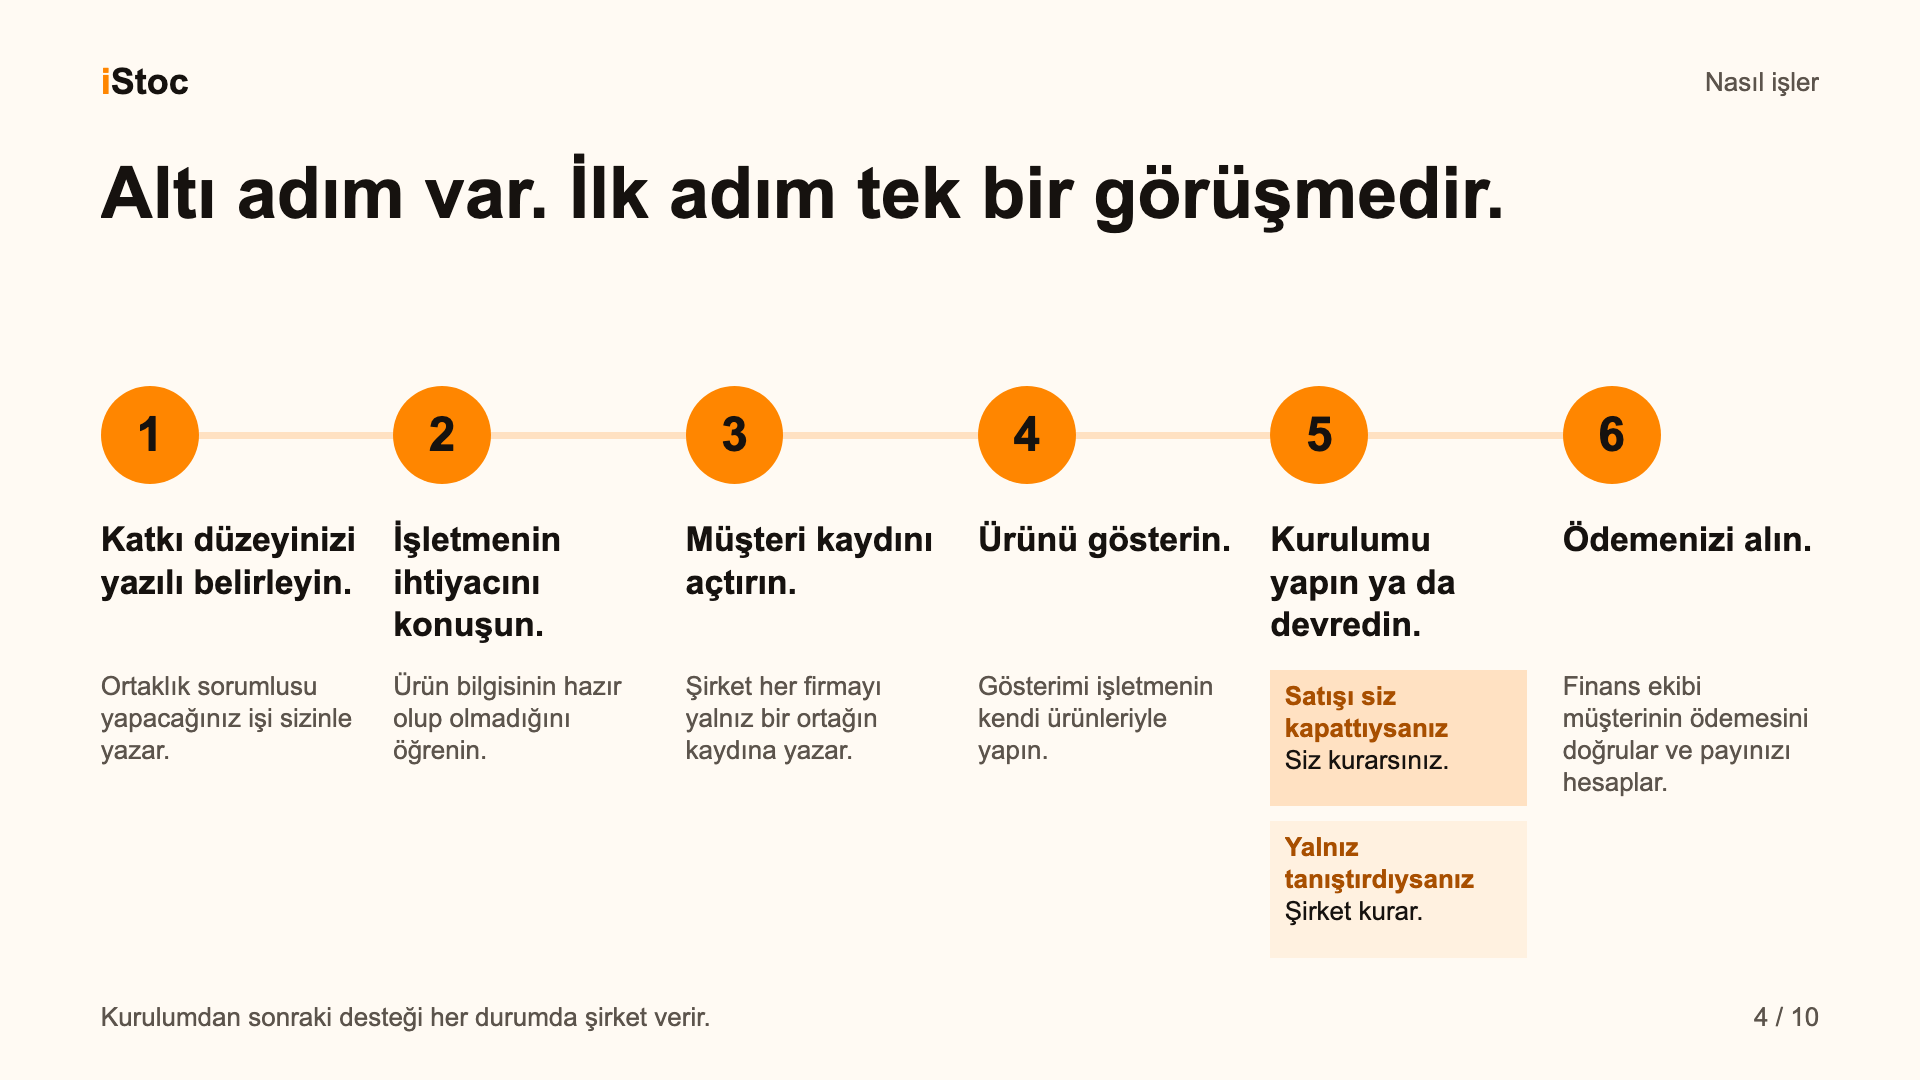 iStoc
Nasıl işler
Altı adım var. İlk adım tek bir görüşmedir.
1
2
3
4
5
6
Katkı düzeyinizi
yazılı belirleyin.
Ortaklık sorumlusu
yapacağınız işi sizinle
yazar.
İşletmenin
ihtiyacını
konuşun.
Ürün bilgisinin hazır
olup olmadığını
öğrenin.
Müşteri kaydını
açtırın.
Şirket her firmayı
yalnız bir ortağın
kaydına yazar.
Ürünü gösterin.
Gösterimi işletmenin
kendi ürünleriyle
yapın.
Kurulumu
yapın ya da
devredin.
Satışı siz
kapattıysanız
Siz kurarsınız.
Yalnız
tanıştırdıysanız
Şirket kurar.
Ödemenizi alın.
Finans ekibi
müşterinin ödemesini
doğrular ve payınızı
hesaplar.
Kurulumdan sonraki desteği her durumda şirket verir.
4 / 10